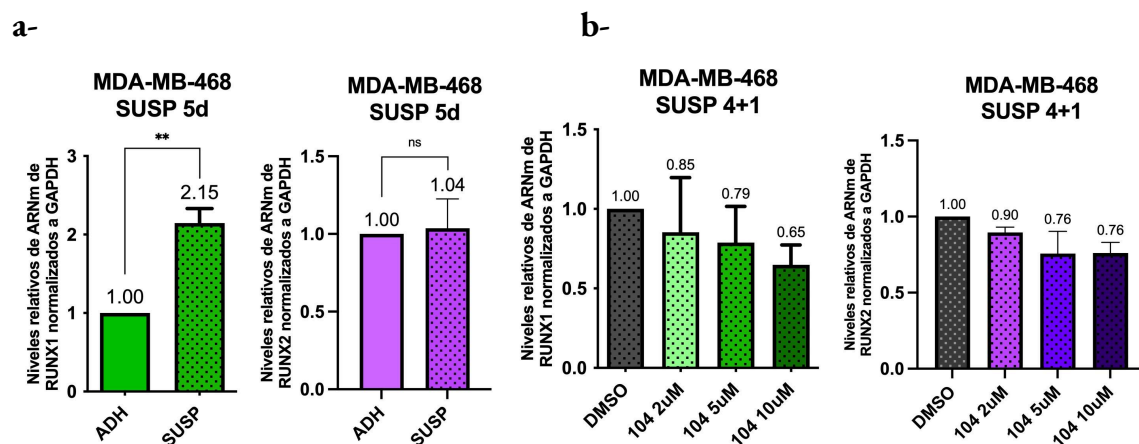 a-
MDA-MB-468
SUSP 5d
Niveles relativos de ARNm de
RUNX1 normalizados a GAPDH
3
2
1
0
**
1.00
2.15
ADH
SUSP
MDA-MB-468
SUSP 5d
Niveles relativos de ARNm de
RUNX2 normalizados a GAPDH
1.5
1.0
0.5
0.0
ns
1.00
1.04
ADH
SUSP
b-
MDA-MB-468
SUSP 4+1
Niveles relativos de ARNm de
RUNX1 normalizados a GAPDH
1.5
1.0
0.5
0.0
1.00
0.85
0.79
0.65
DMSO
104 2uM
104 5uM
104 10uM
MDA-MB-468
SUSP 4+1
Niveles relativos de ARNm de
RUNX2 normalizados a GAPDH
1.5
1.0
0.5
0.0
1.00
0.90
0.76
0.76
DMSO
104 2uM
104 5uM
104 10uM